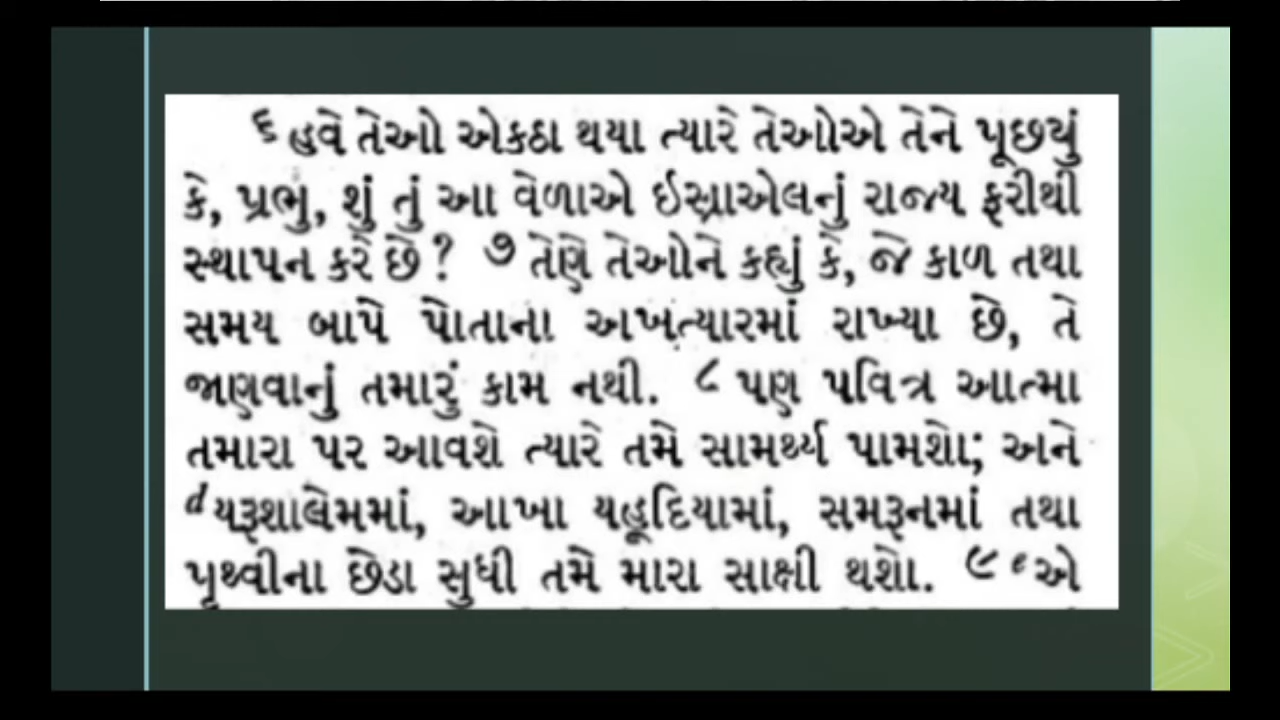 ૬ હવે તેઓ એકઠા થયા ત્યારે તેઓએ તેને પૂછયું
કે, પ્રભુ, શું તું આ વેળાએ ઇસ્રાએલનું રાજ્ય ફરીથી
સ્થાપન કરે છે? ૭ તેણે તેઓને કહ્યું કે, જે કાળ તથા
સમય બાપે પોતાના અખત્યારમાં રાખ્યા છે, તે
જાણવાનું તમારું કામ નથી. ૮ પણ પવિત્ર આત્મા
તમારા પર આવશે ત્યારે તમે સામર્થ્ય પામશો; અને
d યરૂશાલેમમાં, આખા યહૂદિયામાં, સમરૂનમાં તથા
પૃથ્વીના છેડા સુધી તમે મારા સાક્ષી થશો. ૯ e એ